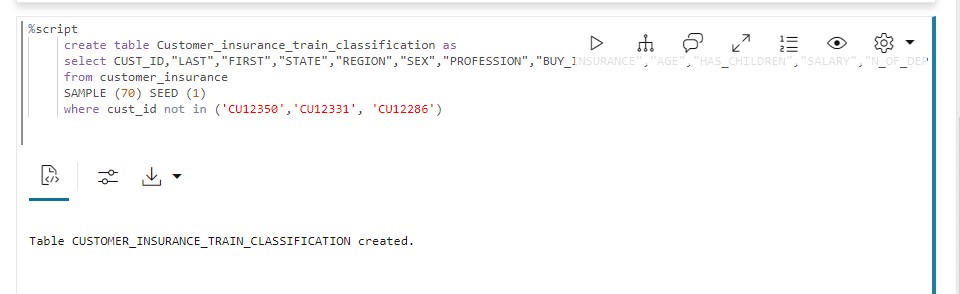 %script
create table Customer_insurance_train_classification as
select CUST_ID,"LAST","FIRST","STATE","REGION","SEX","PROFESSION","BUY_INSURANCE","AGE","HAS_CHILDREN","SALARY","N_OF_DEP
from customer_insurance
SAMPLE (70) SEED (1)
where cust_id not in ('CU12350','CU12331', 'CU12286')
Table CUSTOMER_INSURANCE_TRAIN_CLASSIFICATION created.